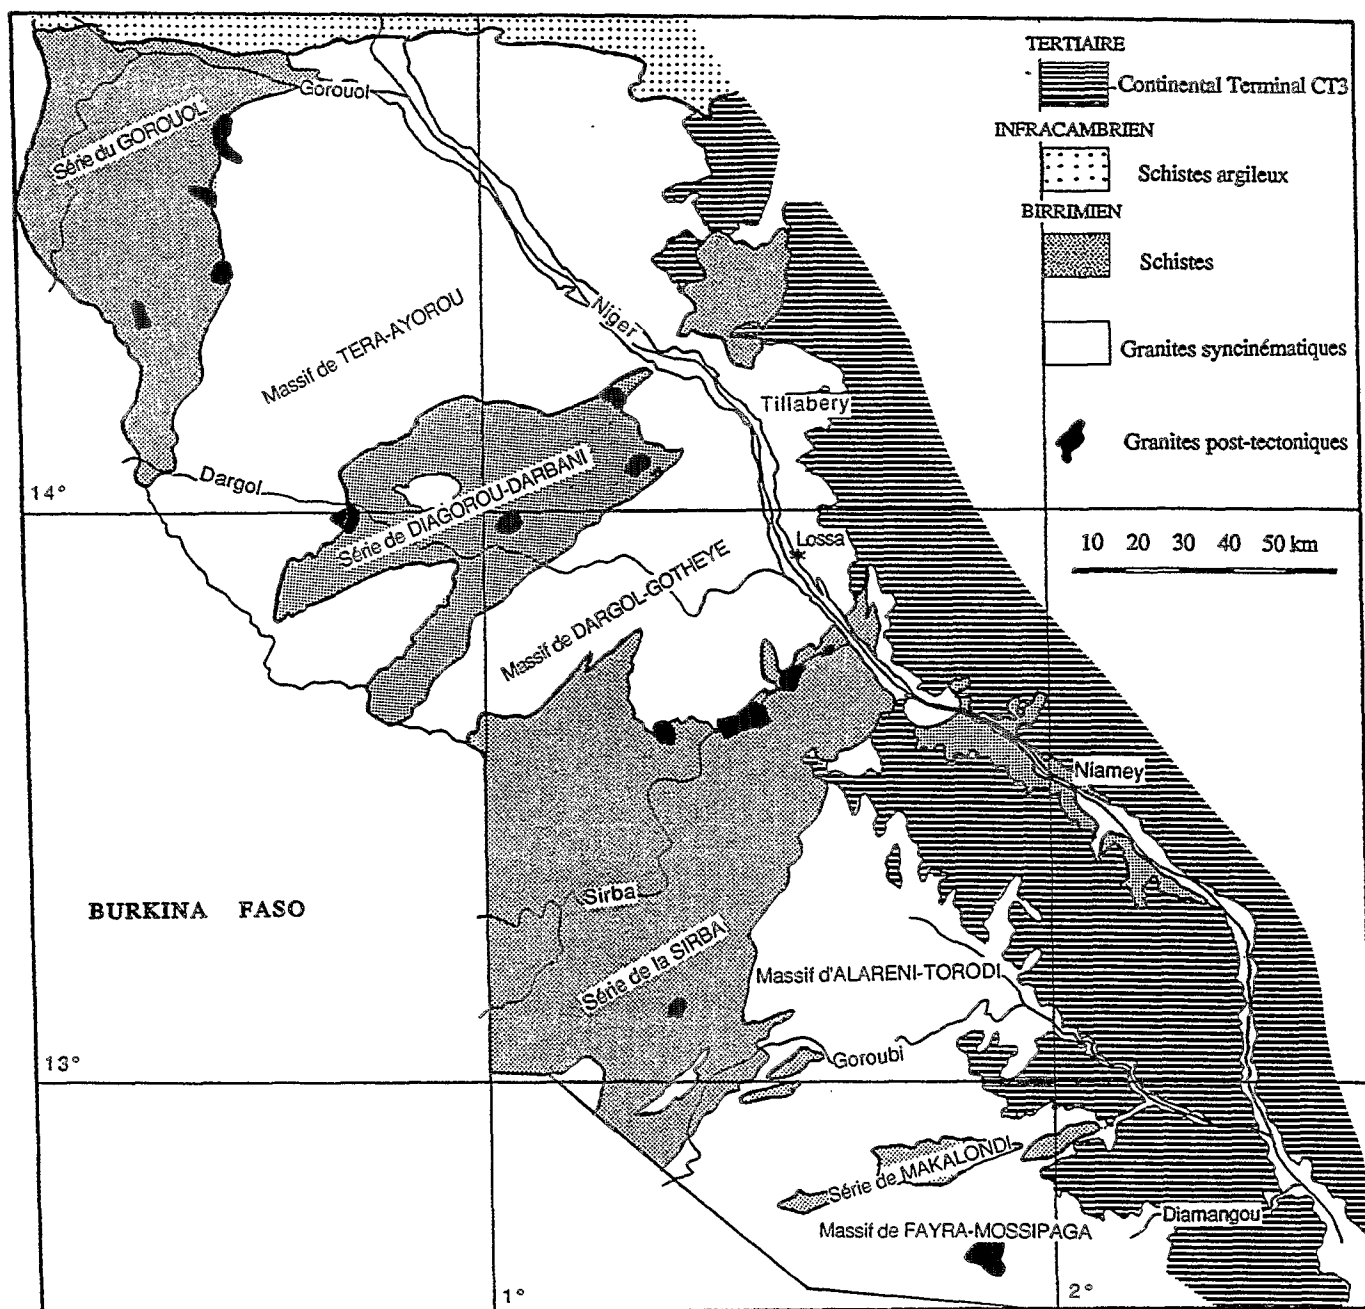 TERTIAIRE
Continental Terminal CT3
INFRACAMBRIEN
Schistes argileux
BIRRIMIEN
Schistes
Granites syncinématiques
Granites post-tectoniques
10 20 30 40 50 km
Gorouol
Série du GOROUOL
Niger
Massif de TERA-AYOROU
Tillabery
Dargol
14°
Série de DIAGOROU-DARBANI
Lossa
Massif de DARGOL-GOTHEYE
Niamey
Sirba
BURKINA FASO
Série de la SIRBA
Massif d'ALARENI-TORODI
Goroubi
13°
Série de MAKALONDI
Diamangou
Massif de FAYRA-MOSSIPAGA
1°
2°